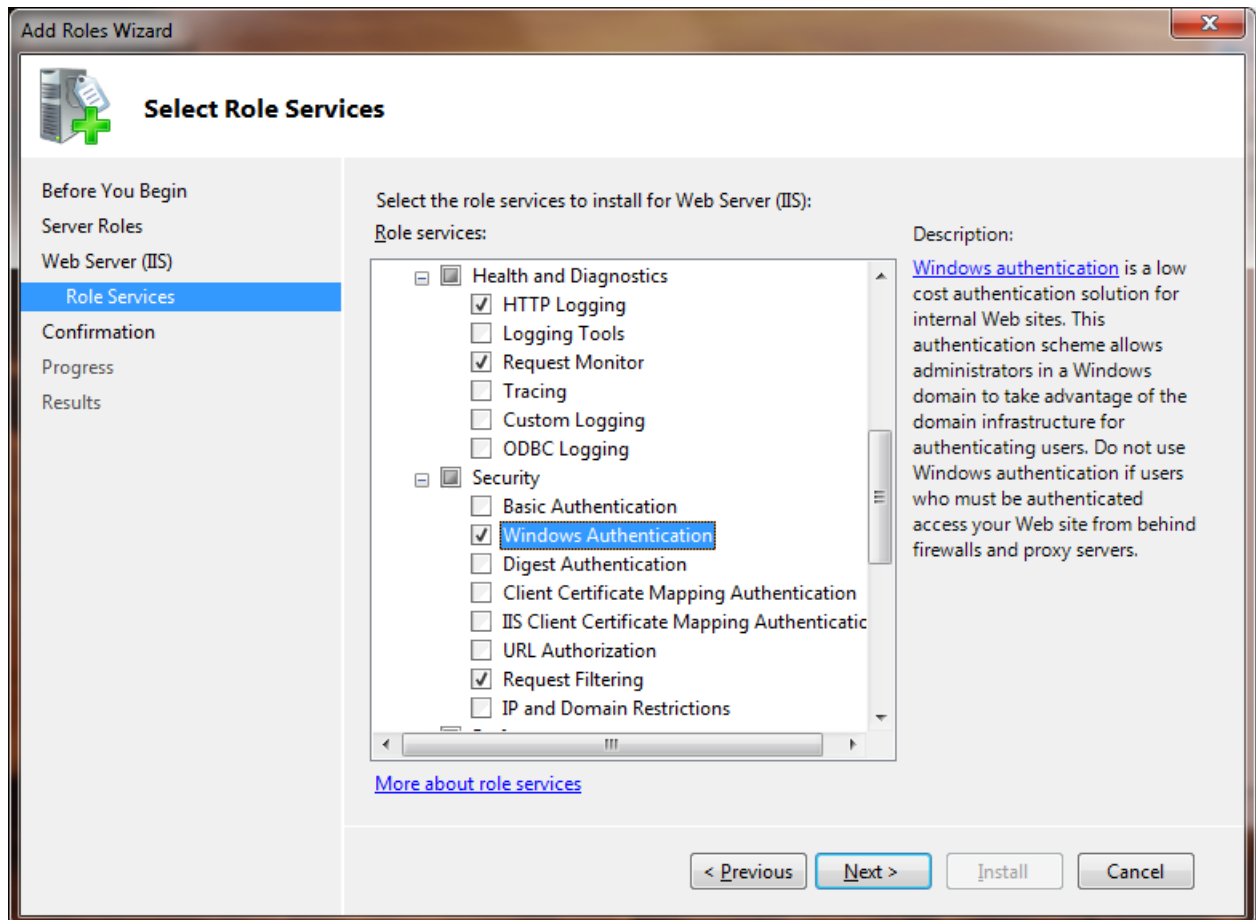 Add Roles Wizard
Select Role Services
Before You Begin
Server Roles
Web Server (IIS)
Role Services
Confirmation
Progress
Results
Select the role services to install for Web Server (IIS):
Role services:
Health and Diagnostics
HTTP Logging
Logging Tools
Request Monitor
Tracing
Custom Logging
ODBC Logging
Security
Basic Authentication
Windows Authentication
Digest Authentication
Client Certificate Mapping Authentication
IIS Client Certificate Mapping Authenticatic
URL Authorization
Request Filtering
IP and Domain Restrictions
More about role services
Description:
Windows authentication is a low
cost authentication solution for
internal Web sites. This
authentication scheme allows
administrators in a Windows
domain to take advantage of the
domain infrastructure for
authenticating users. Do not use
Windows authentication if users
who must be authenticated
access your Web site from behind
firewalls and proxy servers.
< Previous
Next >
Install
Cancel